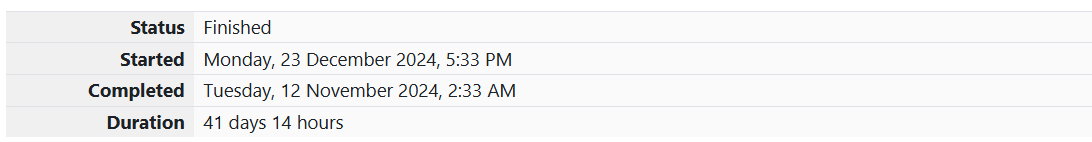 Status Finished
Started Monday, 23 December 2024, 5:33 PM
Completed Tuesday, 12 November 2024, 2:33 AM
Duration 41 days 14 hours